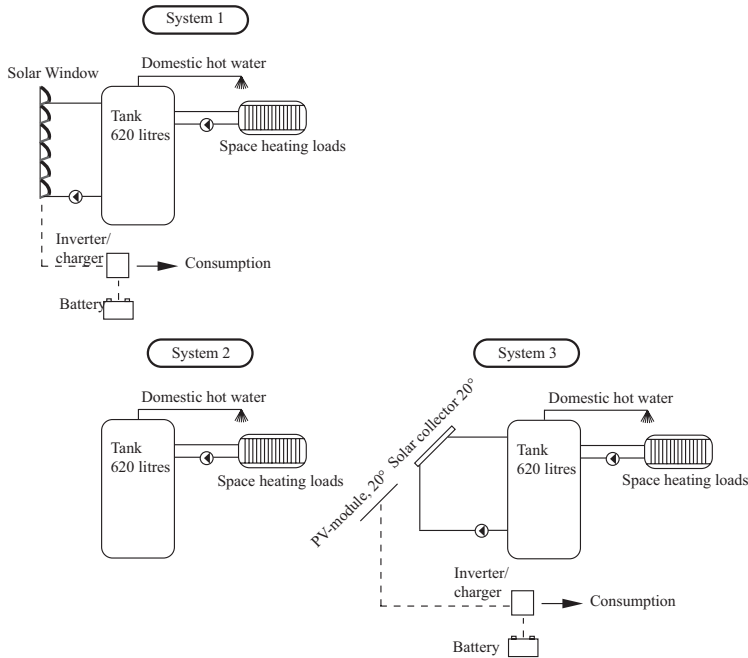 System 1
Domestic hot water
Solar Window
Tank
620 litres
Space heating loads
Inverter/
charger
Consumption
Battery
System 2
Domestic hot water
Tank
620 litres
Space heating loads
System 3
Domestic hot water
Solar collector 20°
PV-module, 20°
Tank
620 litres
Space heating loads
Inverter/
charger
Consumption
Battery